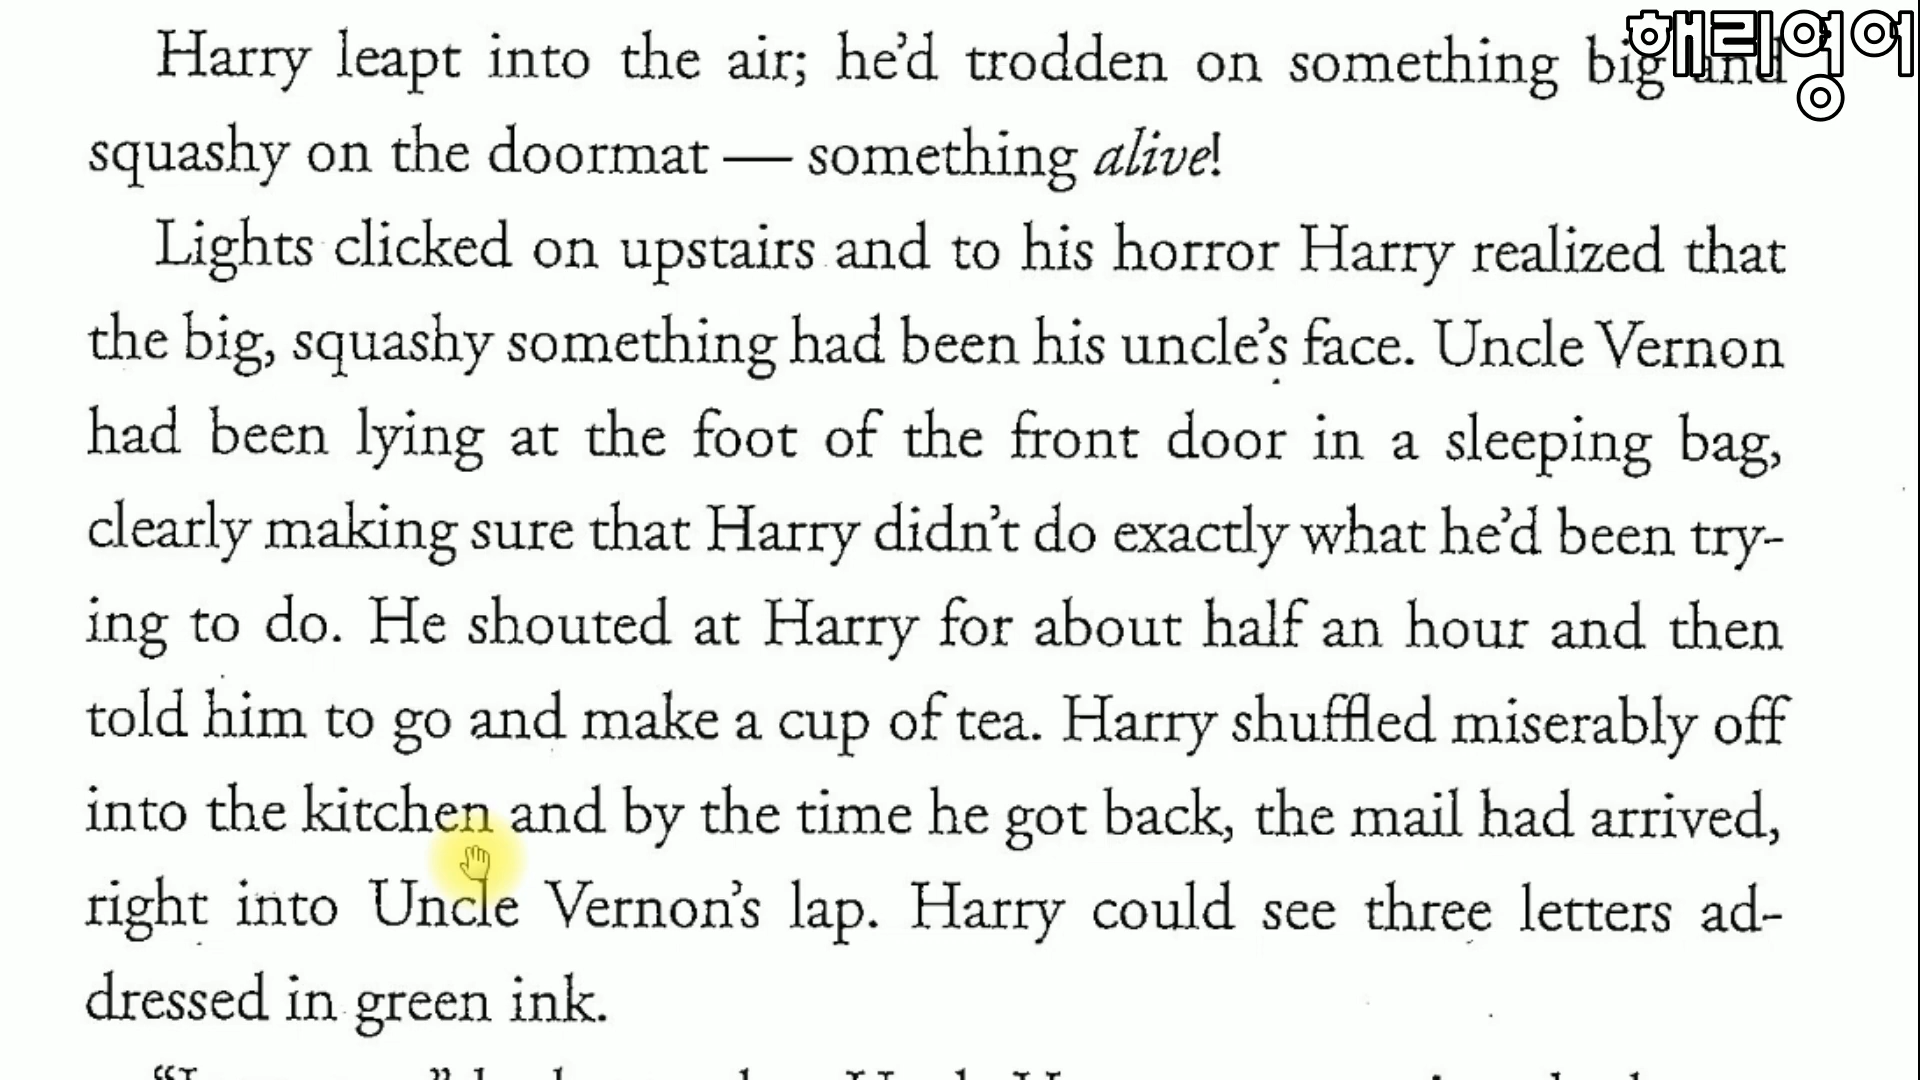 해리영어
Harry leapt into the air; he’d trodden on something big and
squashy on the doormat — something alive!
Lights clicked on upstairs and to his horror Harry realized that
the big, squashy something had been his uncle’s face. Uncle Vernon
had been lying at the foot of the front door in a sleeping bag,
clearly making sure that Harry didn’t do exactly what he’d been try-
ing to do. He shouted at Harry for about half an hour and then
told him to go and make a cup of tea. Harry shuffled miserably off
into the kitchen and by the time he got back, the mail had arrived,
right into Uncle Vernon’s lap. Harry could see three letters ad-
dressed in green ink.